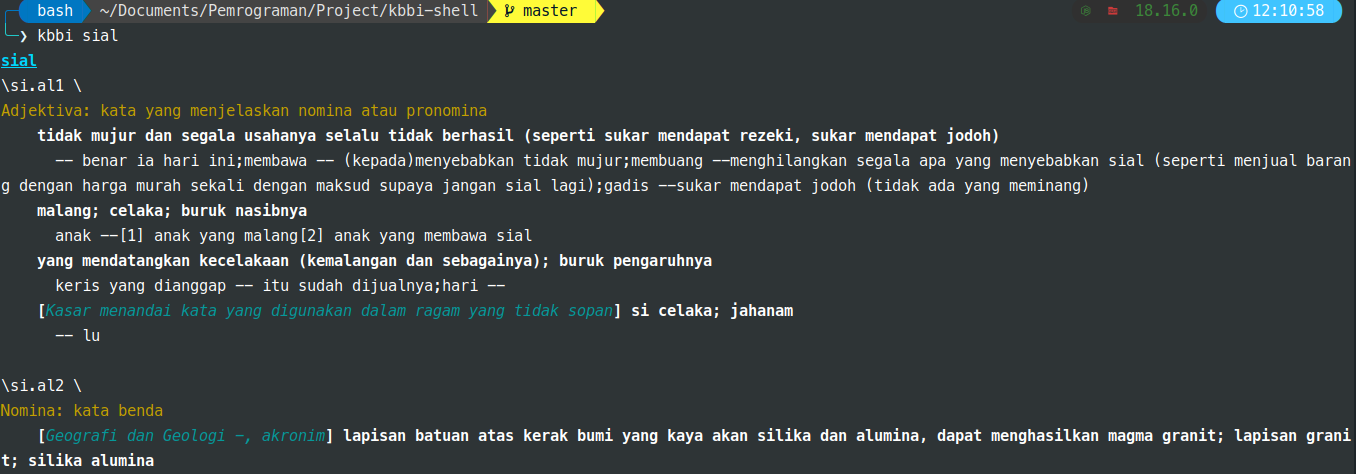 bash ~/Documents/Pemrograman/Project/kbbi-shell master 18.16.0 12:10:58
❯ kbbi sial
sial
\si.al1 \
Adjektiva: kata yang menjelaskan nomina atau pronomina
tidak mujur dan segala usahanya selalu tidak berhasil (seperti sukar mendapat rezeki, sukar mendapat jodoh)
-- benar ia hari ini;membawa -- (kepada)menyebabkan tidak mujur;membuang --menghilangkan segala apa yang menyebabkan sial (seperti menjual baran
g dengan harga murah sekali dengan maksud supaya jangan sial lagi);gadis --sukar mendapat jodoh (tidak ada yang meminang)
malang; celaka; buruk nasibnya
anak --[1] anak yang malang[2] anak yang membawa sial
yang mendatangkan kecelakaan (kemalangan dan sebagainya); buruk pengaruhnya
keris yang dianggap -- itu sudah dijualnya;hari --
[Kasar menandai kata yang digunakan dalam ragam yang tidak sopan] si celaka; jahanam
-- lu
\si.al2 \
Nomina: kata benda
[Geografi dan Geologi -, akronim] lapisan batuan atas kerak bumi yang kaya akan silika dan alumina, dapat menghasilkan magma granit; lapisan grani
t; silika alumina